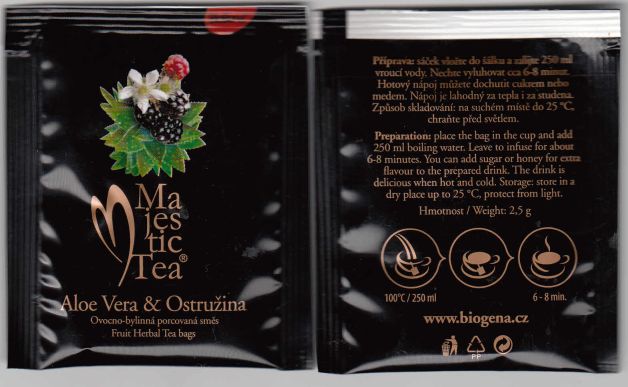 Ma
jes
tic
Tea®
Aloe Vera & Ostružina
Ovocno-bylinná porcovaná směs
Fruit Herbal Tea bags
Příprava: sáček vložte do šálku a zalijte 250 ml
vroucí vody. Nechte vyluhovat cca 6-8 minut.
Hotový nápoj můžete dochutit cukrem nebo
medem. Nápoj je lahodný za tepla i za studena.
Způsob skladování: na suchém místě do 25 °C,
chraňte před světlem.
Preparation: place the bag in the cup and add
250 ml boiling water. Leave to infuse for about
6-8 minutes. You can add sugar or honey for extra
flavour to the prepared drink. The drink is
delicious when hot and cold. Storage: store in a
dry place up to 25 °C, protect from light.
Hmotnost / Weight: 2,5 g
100°C / 250 ml
6 - 8 min.
www.biogena.cz
PP